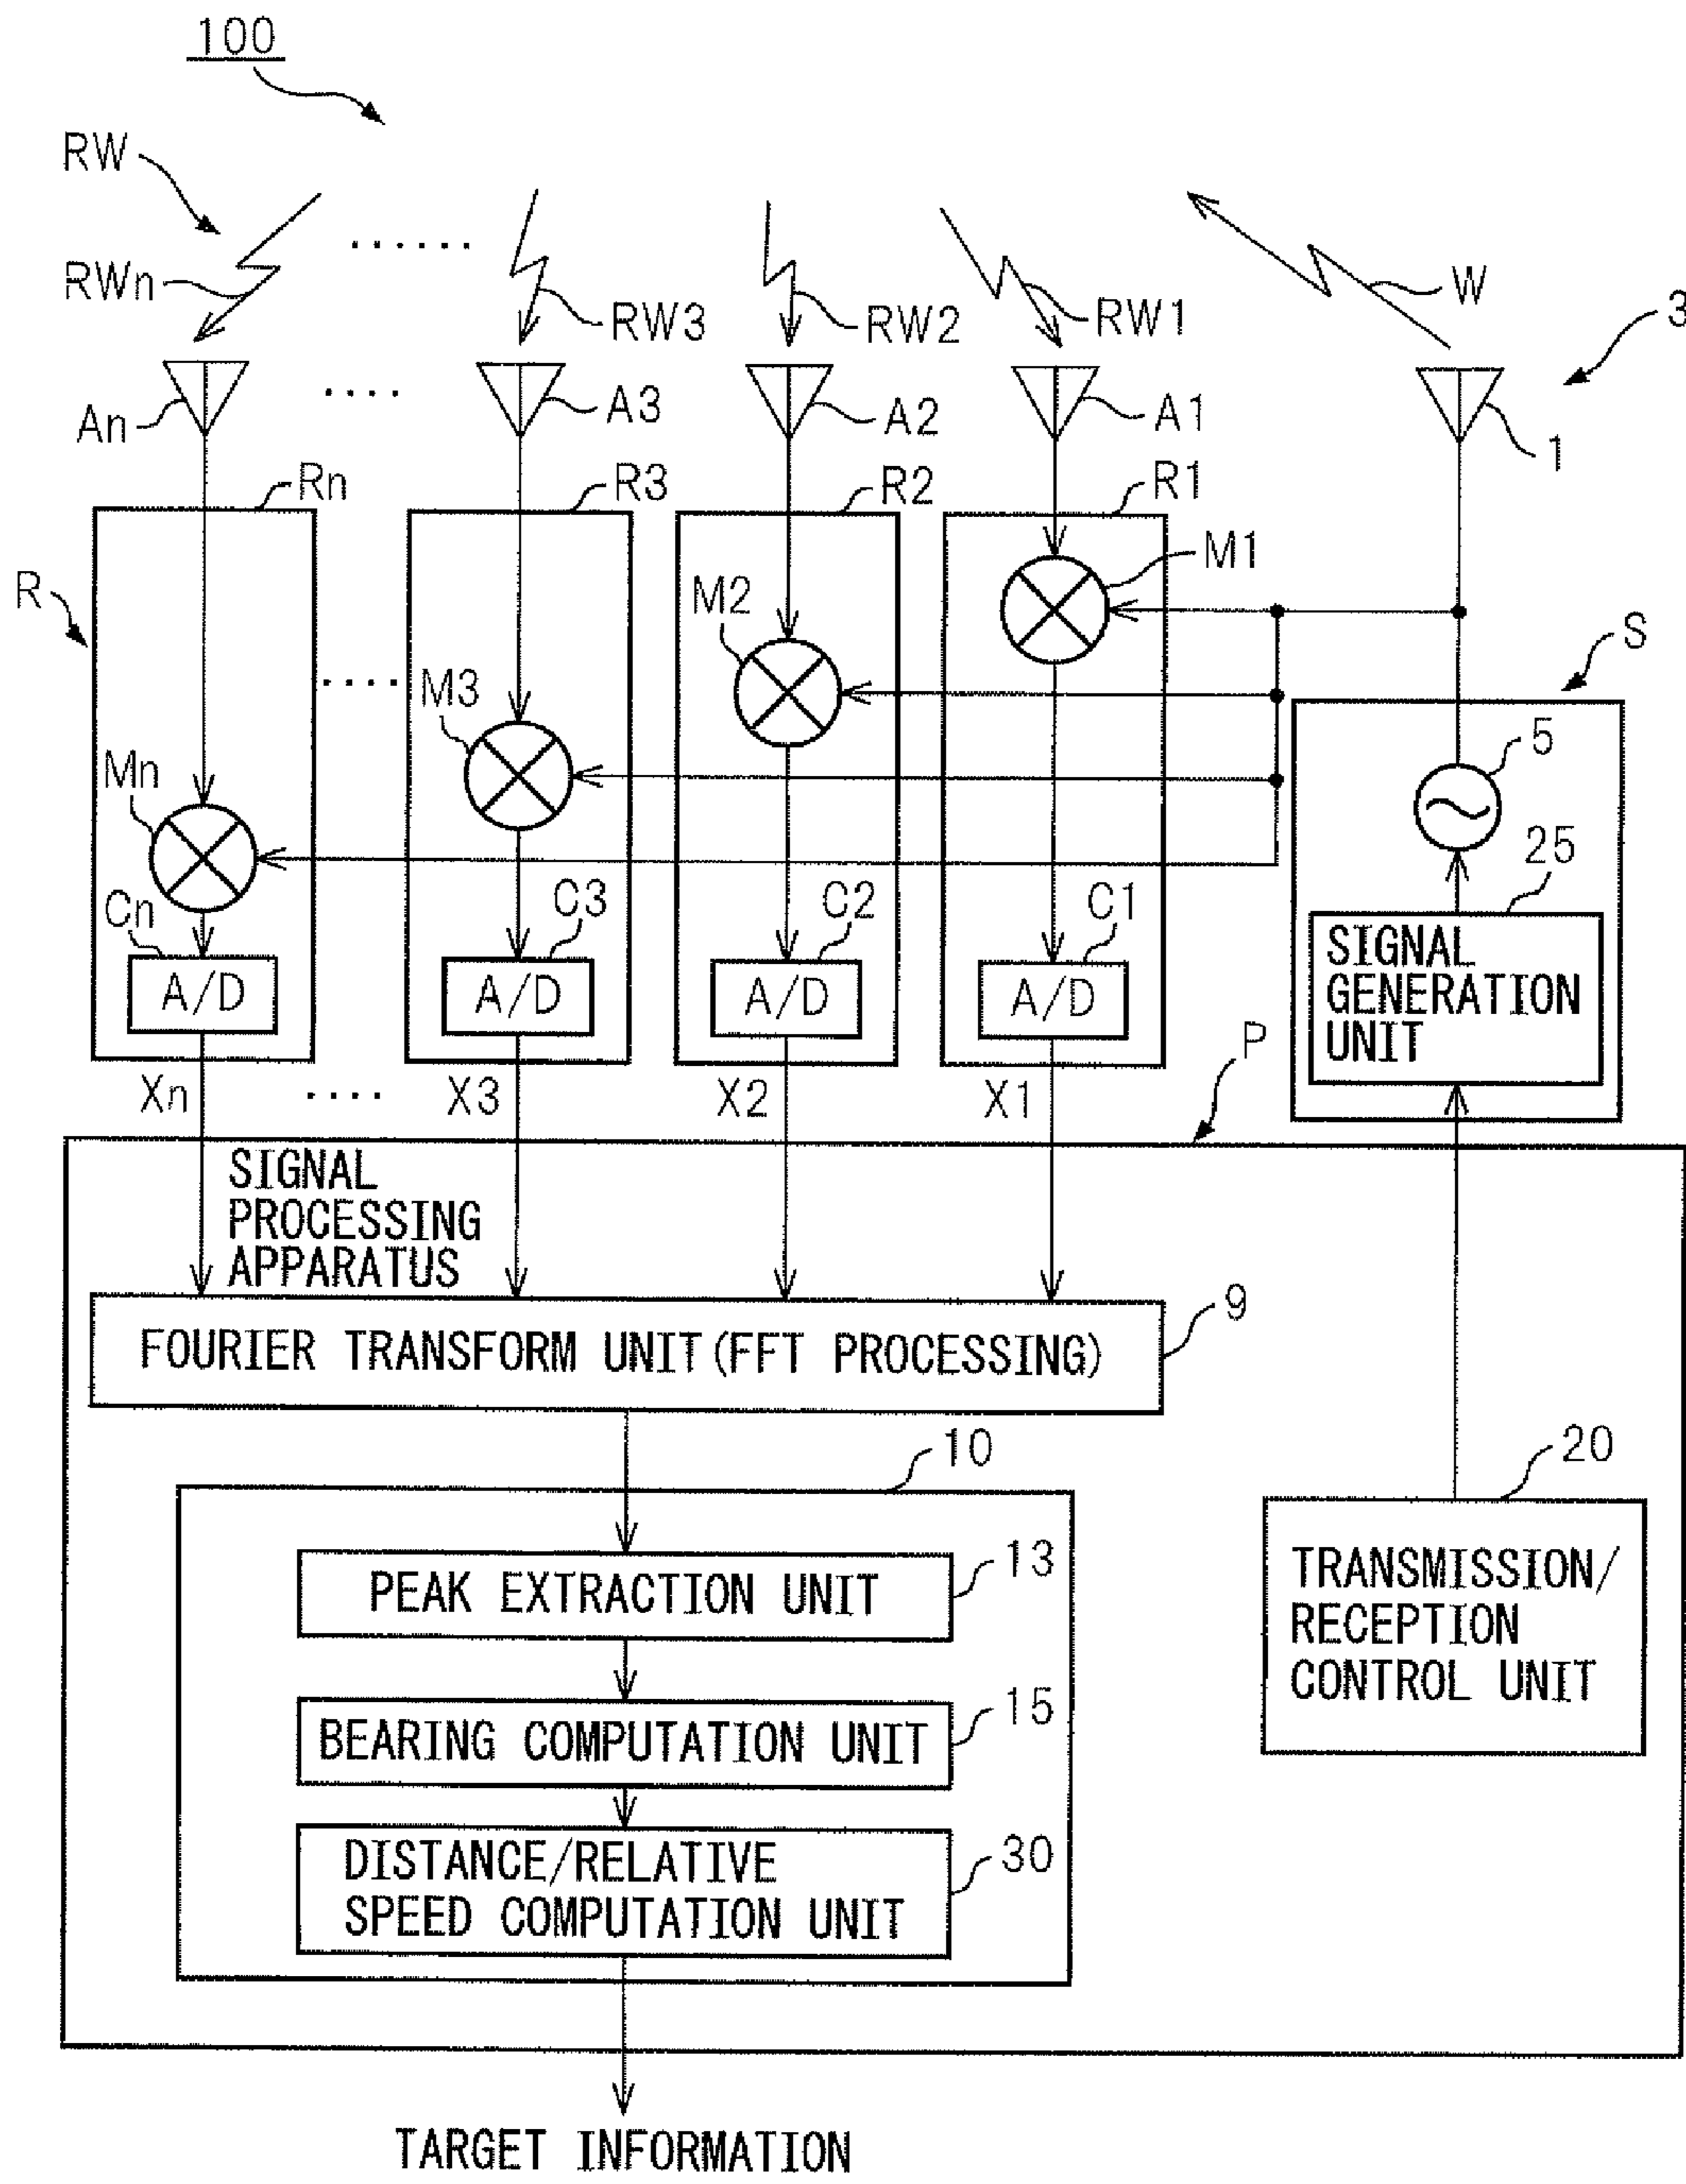 100
RW
RWn
......
RW3
RW2
RW1
W
3
An
....
A3
A2
A1
1
Rn
R3
R2
R1
R
M1
M2
S
....
M3
5
Mn
25
Cn
C3
C2
C1
A/D
A/D
A/D
A/D
SIGNAL
GENERATION
UNIT
P
Xn
....
X3
X2
X1
SIGNAL
PROCESSING
APPARATUS
9
FOURIER TRANSFORM UNIT(FFT PROCESSING)
10
20
13
PEAK EXTRACTION UNIT
TRANSMISSION/
RECEPTION
CONTROL UNIT
15
BEARING COMPUTATION UNIT
30
DISTANCE/RELATIVE
SPEED COMPUTATION UNIT
TARGET INFORMATION